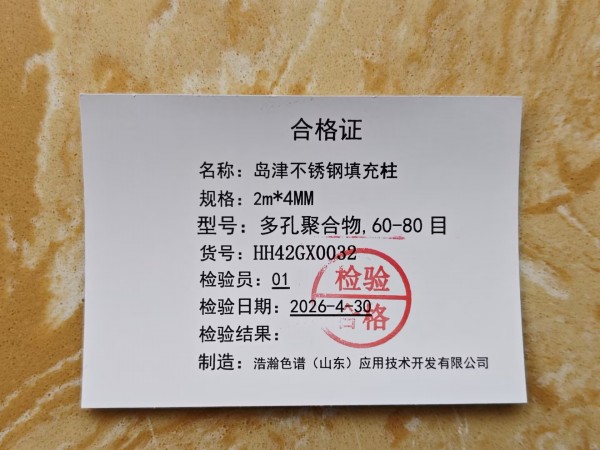 合格证
名称：岛津不锈钢填充柱
规格：2m*4MM
型号：多孔聚合物,60-80 目
货号：HH42GX0032
检验员：01
检验日期：2026-4-30
检验结果：
检验
合格
制造：浩瀚色谱（山东）应用技术开发有限公司